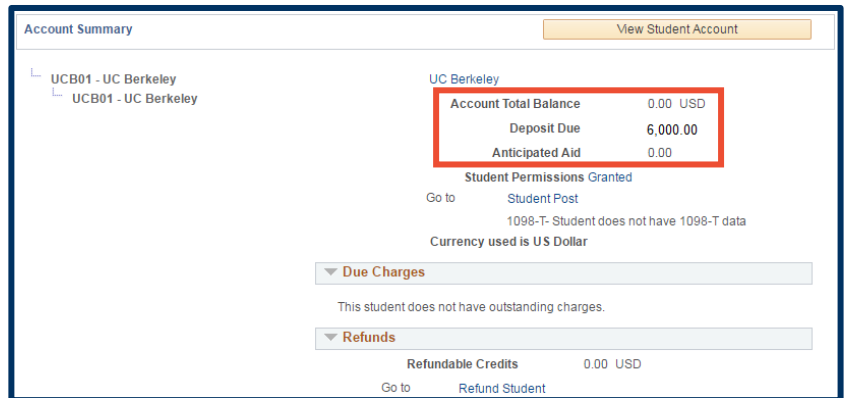 Account Summary
View Student Account
UCB01 - UC Berkeley
UCB01 - UC Berkeley
UC Berkeley
Account Total Balance 0.00 USD
Deposit Due 6,000.00
Anticipated Aid 0.00
Student Permissions Granted
Go to Student Post
1098-T- Student does not have 1098-T data
Currency used is US Dollar
Due Charges
This student does not have outstanding charges.
Refunds
Refundable Credits 0.00 USD
Go to Refund Student